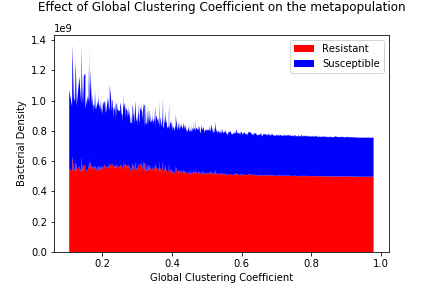 Effect of Global Clustering Coefficient on the metapopulation
1e9
1.4
1.2
1.0
0.8
0.6
0.4
0.2
0.0
Bacterial Density
Resistant
Susceptible
0.2 0.4 0.6 0.8 1.0
Global Clustering Coefficient